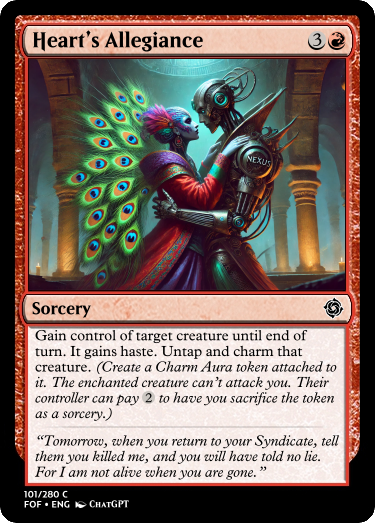 Heart's Allegiance 3
NEXUS
Sorcery
Gain control of target creature until end of
turn. It gains haste. Untap and charm that
creature. (Create a Charm Aura token attached to
it. The enchanted creature can't attack you. Their
controller can pay 2 to have you sacrifice the token
as a sorcery.)
“Tomorrow, when you return to your Syndicate, tell
them you killed me, and you will have told no lie.
For I am not alive when you are gone.”
101/280 C
FOF • ENG ChatGPT